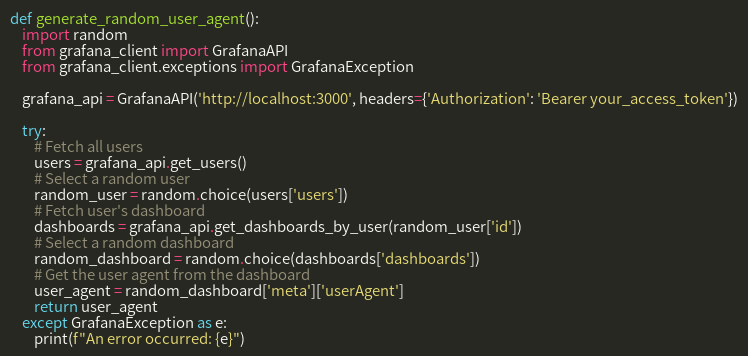 def generate_random_user_agent():
    import random
    from grafana_client import GrafanaAPI
    from grafana_client.exceptions import GrafanaException

    grafana_api = GrafanaAPI('http://localhost:3000', headers={'Authorization': 'Bearer your_access_token'})

    try:
        # Fetch all users
        users = grafana_api.get_users()
        # Select a random user
        random_user = random.choice(users['users'])
        # Fetch user's dashboard
        dashboards = grafana_api.get_dashboards_by_user(random_user['id'])
        # Select a random dashboard
        random_dashboard = random.choice(dashboards['dashboards'])
        # Get the user agent from the dashboard
        user_agent = random_dashboard['meta']['userAgent']
        return user_agent
    except GrafanaException as e:
        print(f"An error occurred: {e}")